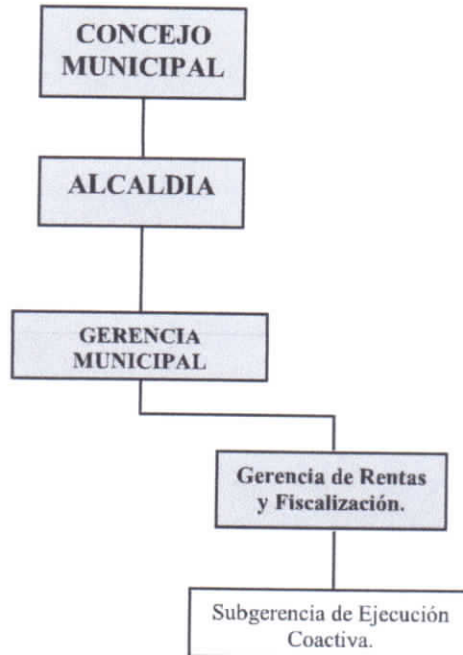 CONCEJO
MUNICIPAL
ALCALDIA
GERENCIA
MUNICIPAL
Gerencia de Rentas
y Fiscalización.
Subgerencia de Ejecución
Coactiva.